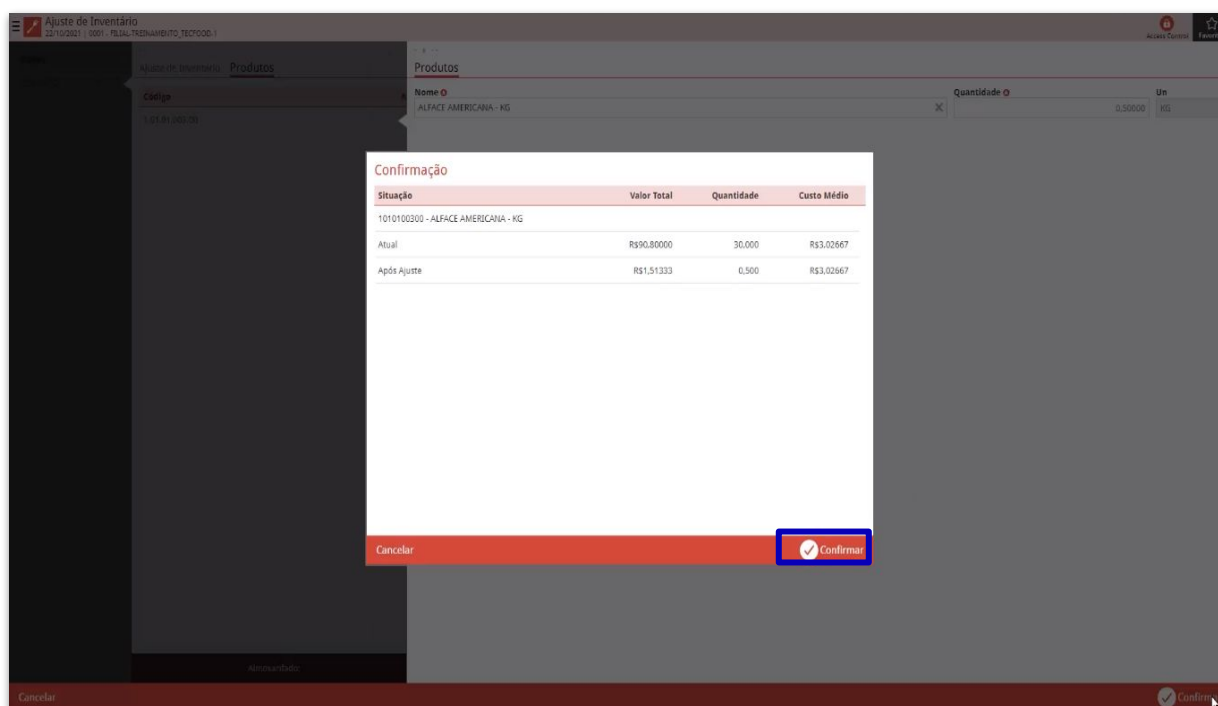 Ajuste de Inventário
22/10/2021 | 0001 - FILIAL-TREINAMENTO_TECFOOD-1
Access Control
Ajuste de Inventário Produtos
Produtos
Código
Nome
Quantidade
Un
ALFACE AMERICANA - KG
0,50000
KG
Confirmação
Situação Valor Total Quantidade Custo Médio
1010100300 - ALFACE AMERICANA - KG
Atual R$90,80000 30,000 R$3,02667
Após Ajuste R$1,51333 0,500 R$3,02667
Cancelar Confirmar
Almoxarifado
Cancelar